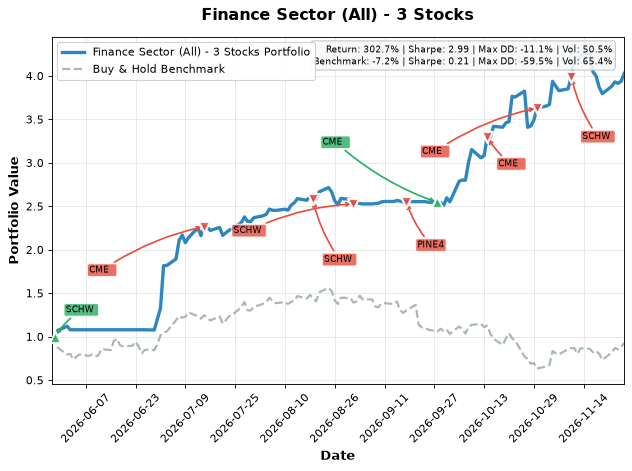 Finance Sector (All) - 3 Stocks
Finance Sector (All) - 3 Stocks Portfolio
Buy & Hold Benchmark
Return: 302.7% | Sharpe: 2.99 | Max DD: -11.1% | Vol: 50.5%
Benchmark: -7.2% | Sharpe: 0.21 | Max DD: -59.5% | Vol: 65.4%
Portfolio Value
4.0
3.5
3.0
2.5
2.0
1.5
1.0
0.5
CME
CME
CME
SCHW
SCHW
SCHW
PINE4
CME
SCHW
2026-06-07
2026-06-23
2026-07-09
2026-07-25
2026-08-10
2026-08-26
2026-09-11
2026-09-27
2026-10-13
2026-10-29
2026-11-14
Date